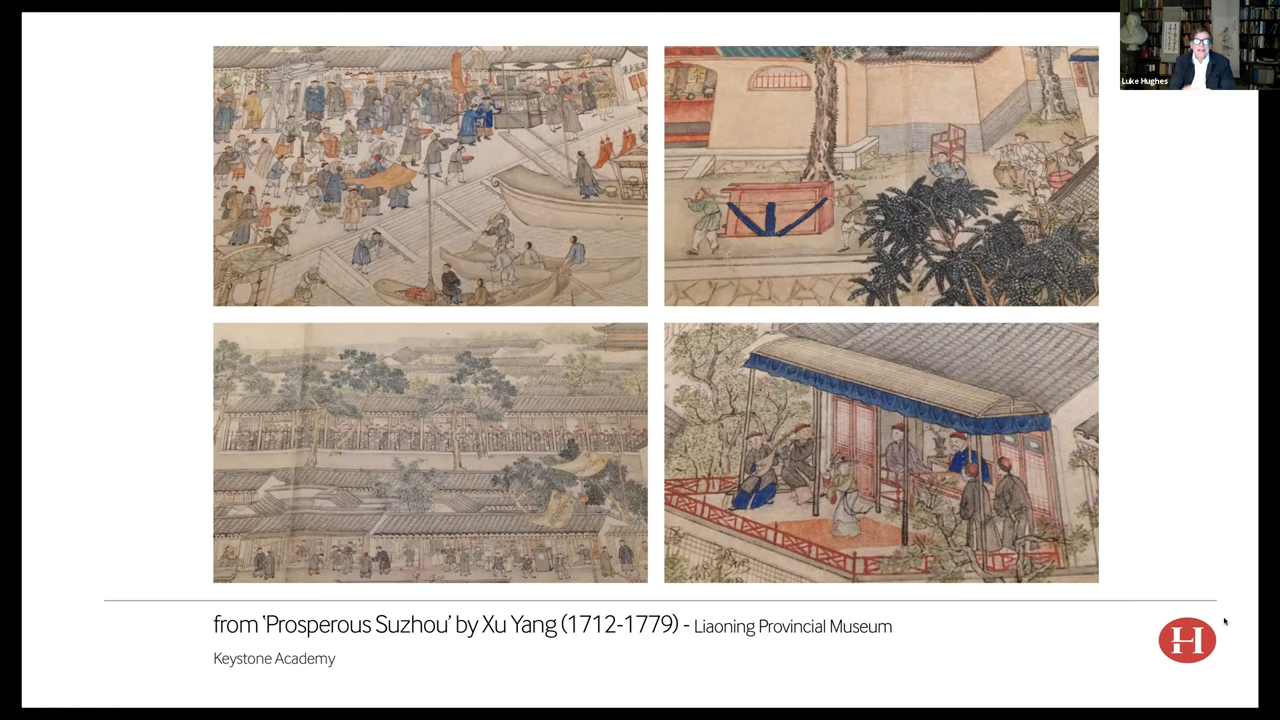 Luke Hughes
from 'Prosperous Suzhou' by Xu Yang (1712-1779) - Liaoning Provincial Museum
Keystone Academy
H